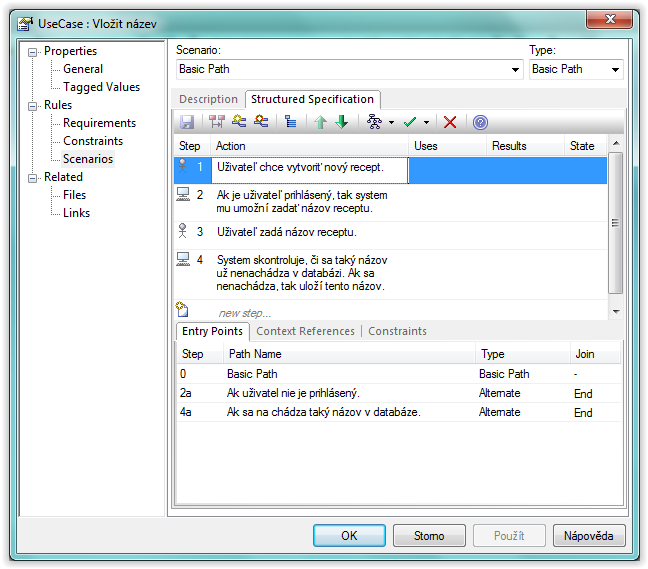 UseCase : Vložit název
Properties
General
Tagged Values
Rules
Requirements
Constraints
Scenarios
Related
Files
Links
Scenario:
Type:
Basic Path
Basic Path
Description
Structured Specification
Step
Action
Uses
Results
State
1
Uživateľ chce vytvoriť nový recept.
2
Ak je uživateľ prihlásený, tak system
mu umožní zadať názov receptu.
3
Uživateľ zadá názov receptu.
4
System skontroluje, či sa taký názov
už nenachádza v databázi. Ak sa
nenachádza, tak uloží tento názov.
new step...
Entry Points
Context References
Constraints
Step
Path Name
Type
Join
0
Basic Path
Basic Path
-
2a
Ak uživatel nie je prihlásený.
Alternate
End
4a
Ak sa na chádza taký názov v databáze.
Alternate
End
OK
Storno
Použít
Nápověda